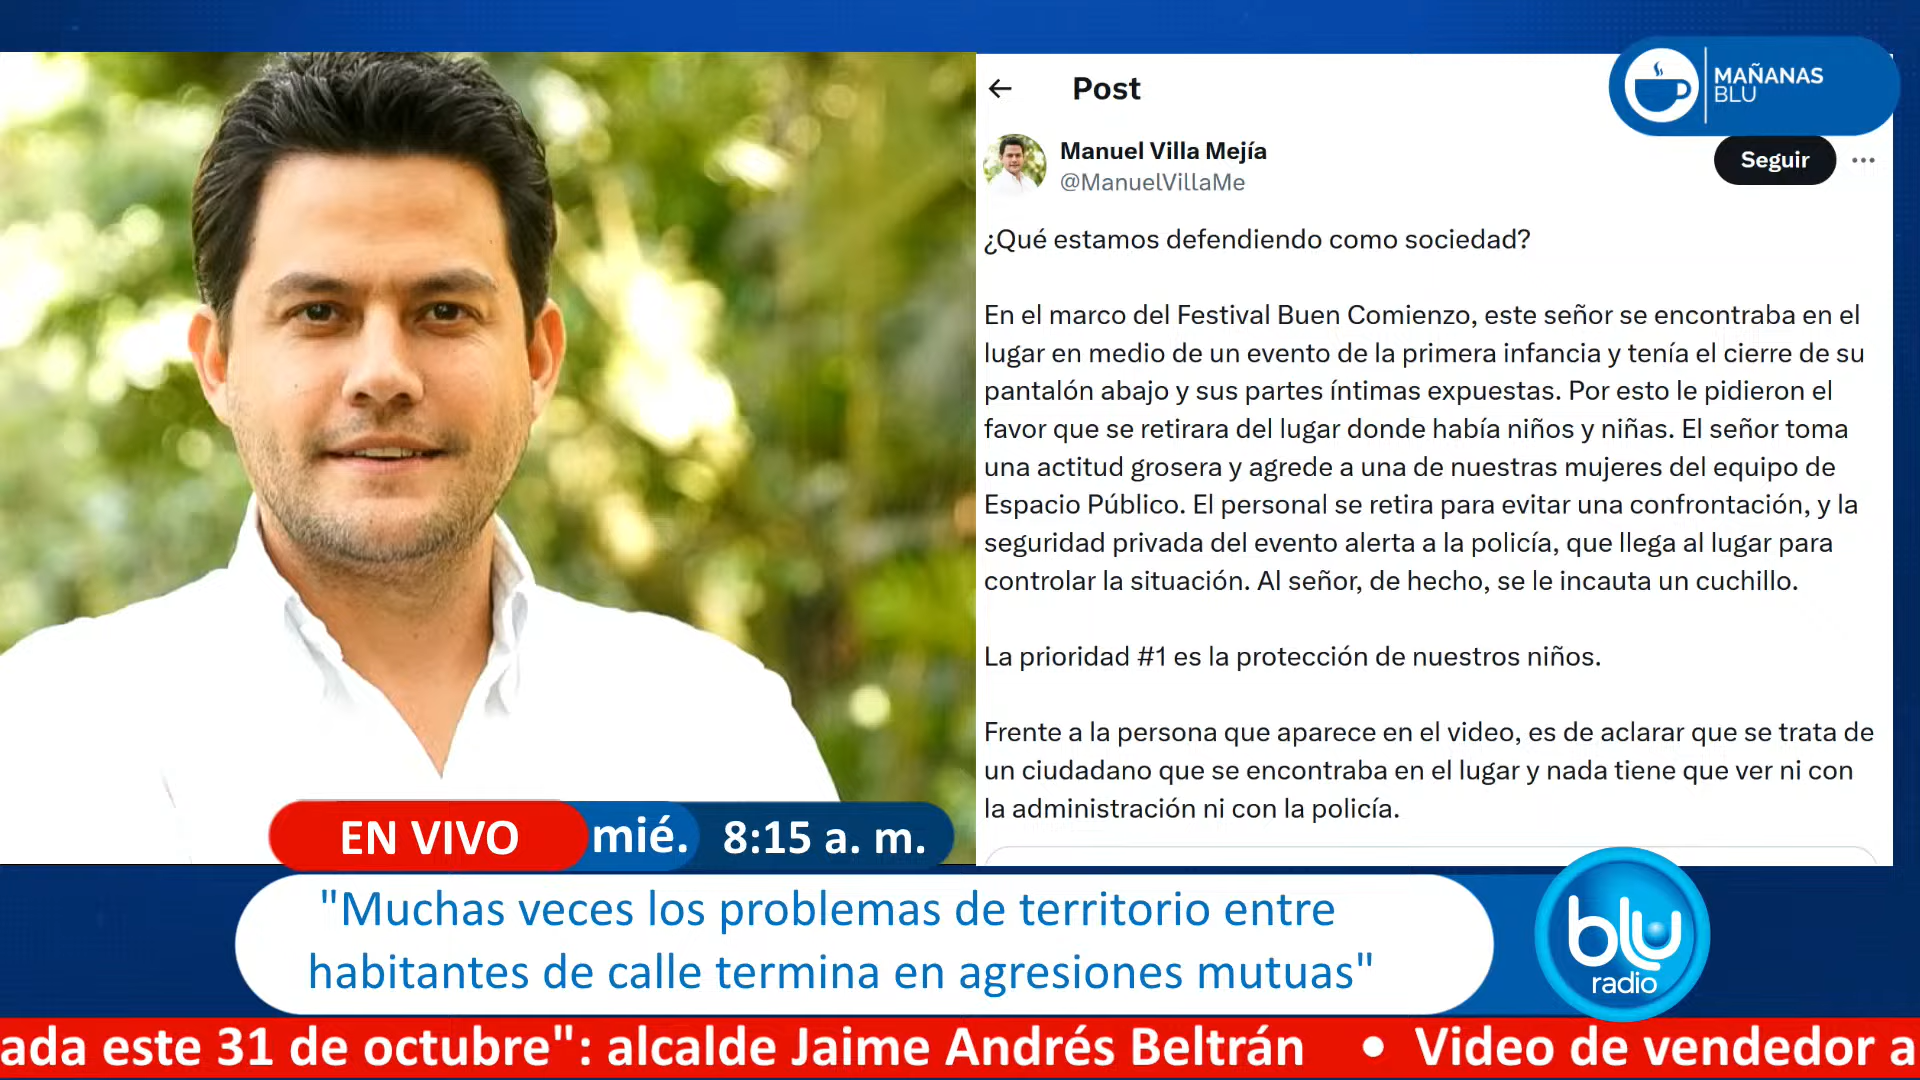 MAÑANAS
BLU
Post
Manuel Villa Mejía
@ManuelVillaMe
Seguir
¿Qué estamos defendiendo como sociedad?
En el marco del Festival Buen Comienzo, este señor se encontraba en el
lugar en medio de un evento de la primera infancia y tenía el cierre de su
pantalón abajo y sus partes íntimas expuestas. Por esto le pidieron el
favor que se retirara del lugar donde había niños y niñas. El señor toma
una actitud grosera y agrede a una de nuestras mujeres del equipo de
Espacio Público. El personal se retira para evitar una confrontación, y la
seguridad privada del evento alerta a la policía, que llega al lugar para
controlar la situación. Al señor, de hecho, se le incauta un cuchillo.
La prioridad #1 es la protección de nuestros niños.
Frente a la persona que aparece en el video, es de aclarar que se trata de
un ciudadano que se encontraba en el lugar y nada tiene que ver ni con
la administración ni con la policía.
EN VIVO mié. 8:15 a. m.
"Muchas veces los problemas de territorio entre
habitantes de calle termina en agresiones mutuas"
blu
radio
ada este 31 de octubre": alcalde Jaime Andrés Beltrán • Video de vendedor a